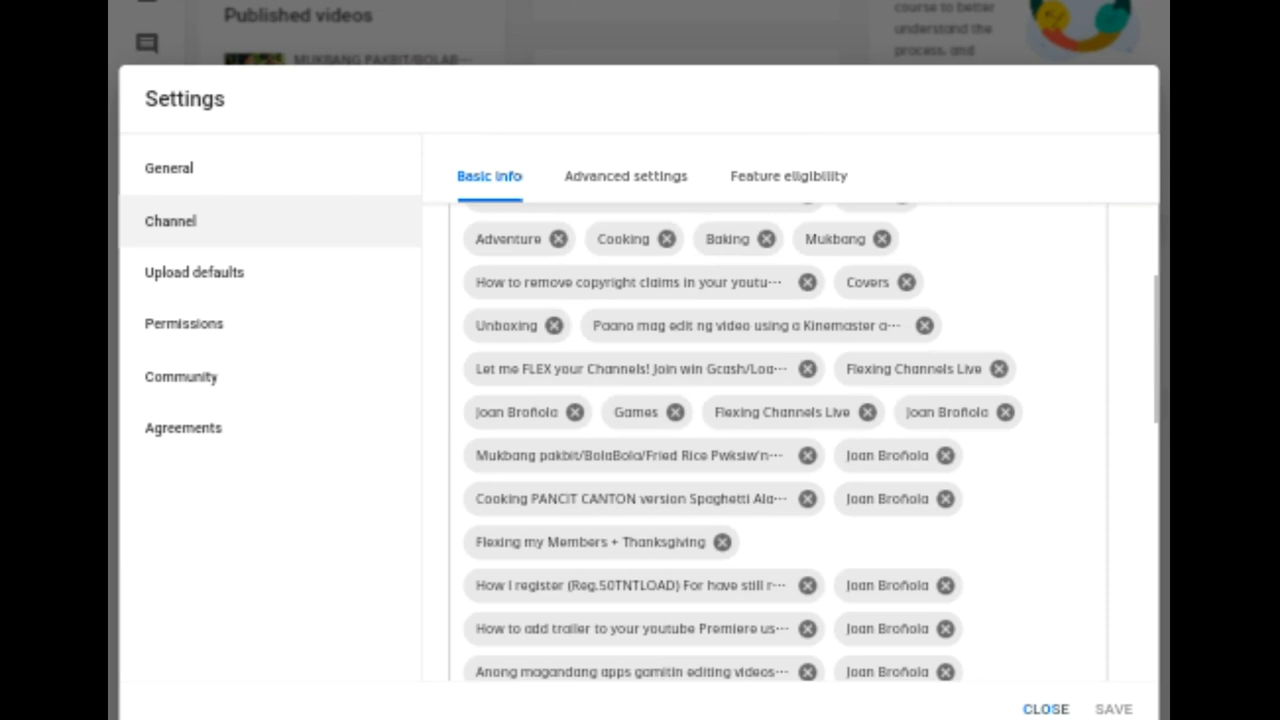 Published videos
MUKBANG PAKBIT/BOLAB...
course to better
understand the
process, and
Settings
General
Channel
Upload defaults
Permissions
Community
Agreements
Basic info
Advanced settings
Feature eligibility
Adventure
Cooking
Baking
Mukbang
How to remove copyright claims in your youtu...
Covers
Unboxing
Paano mag edit ng video using a Kinemaster a...
Let me FLEX your Channels! Join win Gcash/Loa...
Flexing Channels Live
Joan Broñola
Games
Flexing Channels Live
Joan Broñola
Mukbang pakbit/BolaBola/Fried Rice Pwksiw'n...
Joan Broñola
Cooking PANCIT CANTON version Spaghetti Ala...
Joan Broñola
Flexing my Members + Thanksgiving
How I register (Reg.50TNTLOAD) For have still r...
Joan Broñola
How to add trailer to your youtube Premiere us...
Joan Broñola
Anong magandang apps gamitin editing videos...
Joan Broñola
CLOSE
SAVE